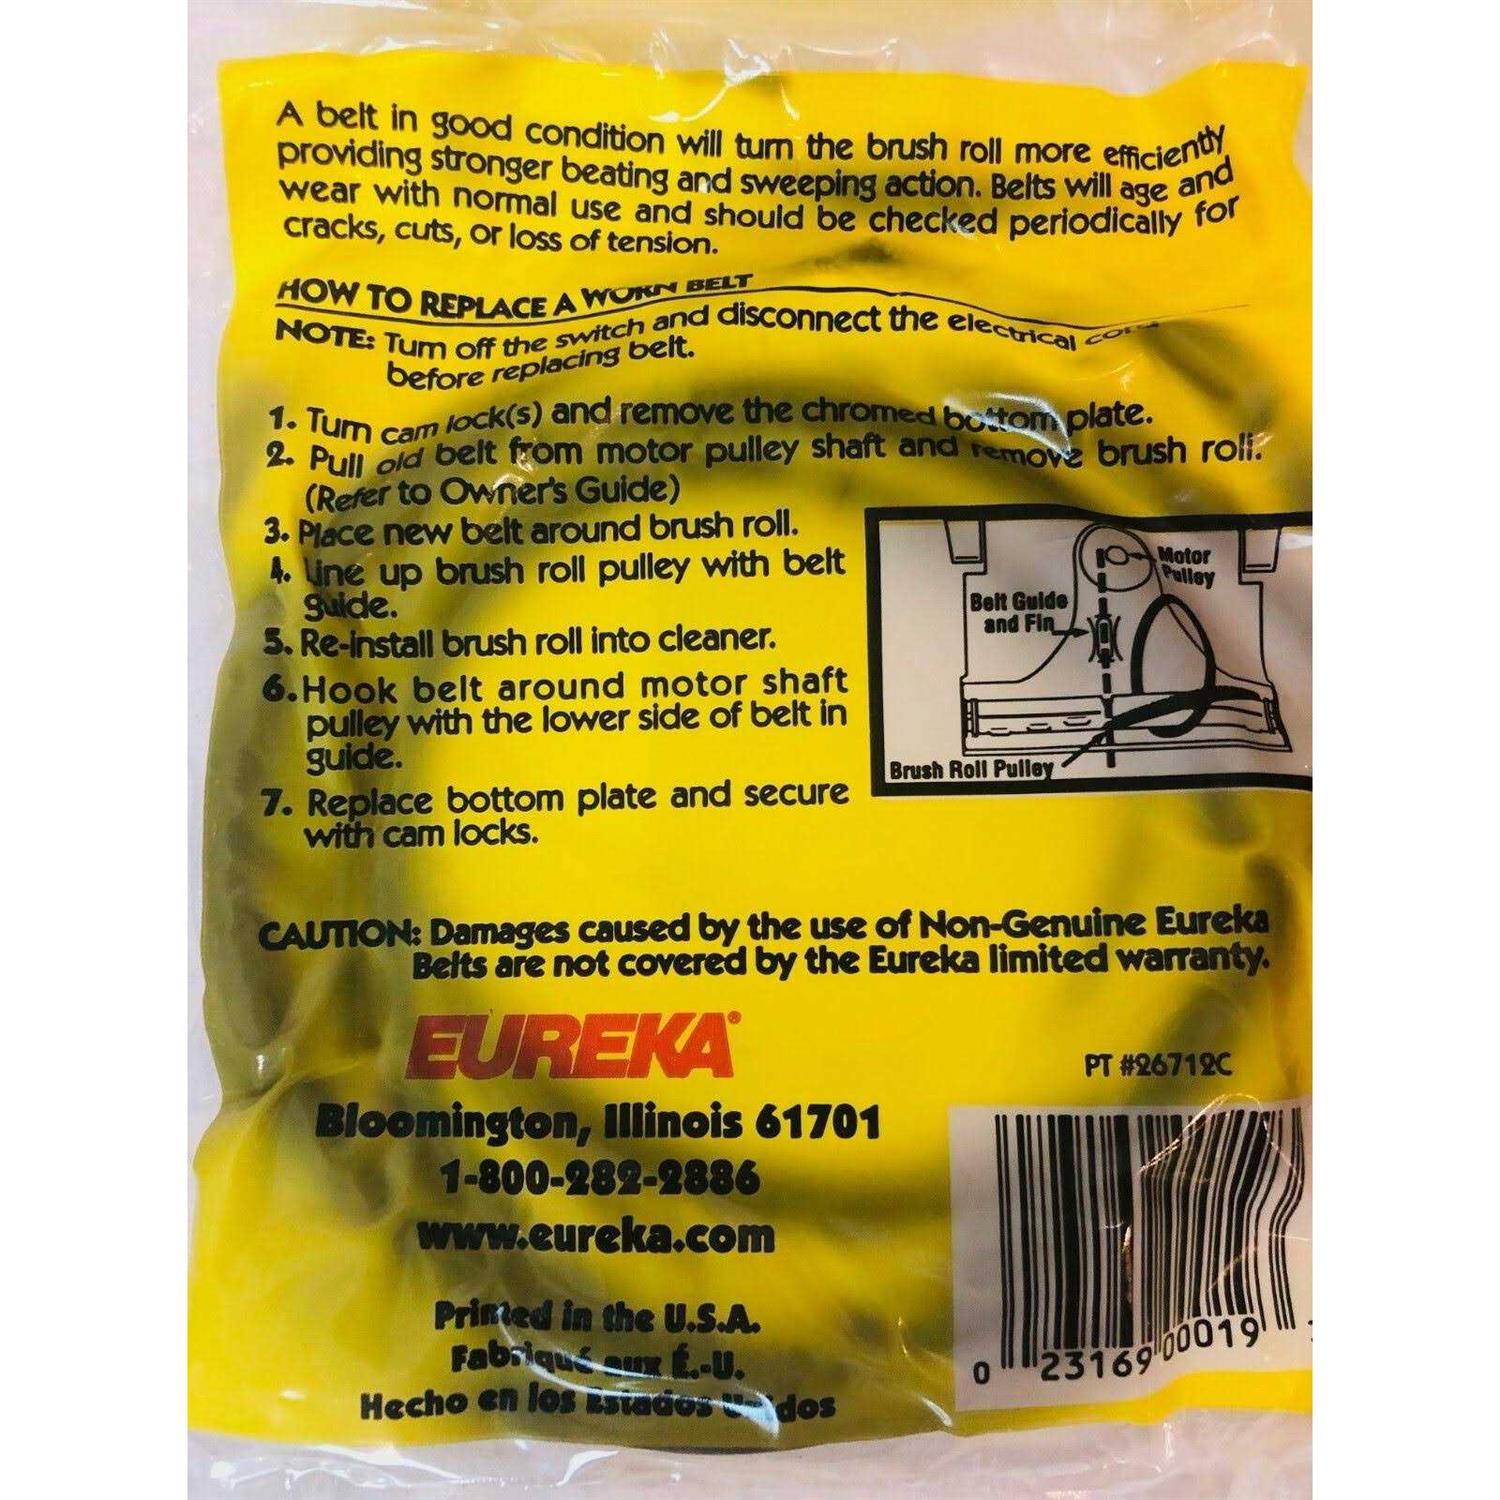 A belt in good condition will turn the brush roll more efficiently
providing stronger beating and sweeping action. Belts will age and
wear with normal use and should be checked periodically for
cracks, cuts, or loss of tension.
HOW TO REPLACE A WORN BELT
NOTE: Turn off the switch and disconnect the electrical
before replacing belt.
1. Turn cam lock(s) and remove the chromed bottom plate.
2. Pull old belt from motor pulley shaft and remove brush roll.
(Refer to Owner's Guide)
3. Place new belt around brush roll.
4. Line up brush roll pulley with belt
guide.
5. Re-install brush roll into cleaner.
6. Hook belt around motor shaft
pulley with the lower side of belt in
guide.
7. Replace bottom plate and secure
with cam locks.
Motor
Pulley
Belt Guide
and Fin
Brush Roll Pulley
CAUTION: Damages caused by the use of Non-Genuine Eureka
Belts are not covered by the Eureka limited warranty.
EUREKA®
PT #26712C
Bloomington, Illinois 61701
1-800-282-2886
www.eureka.com
Printed in the U.S.A.
Fabriqué aux É.-U.
Hecho en los Estados Unidos
0 23169 00019